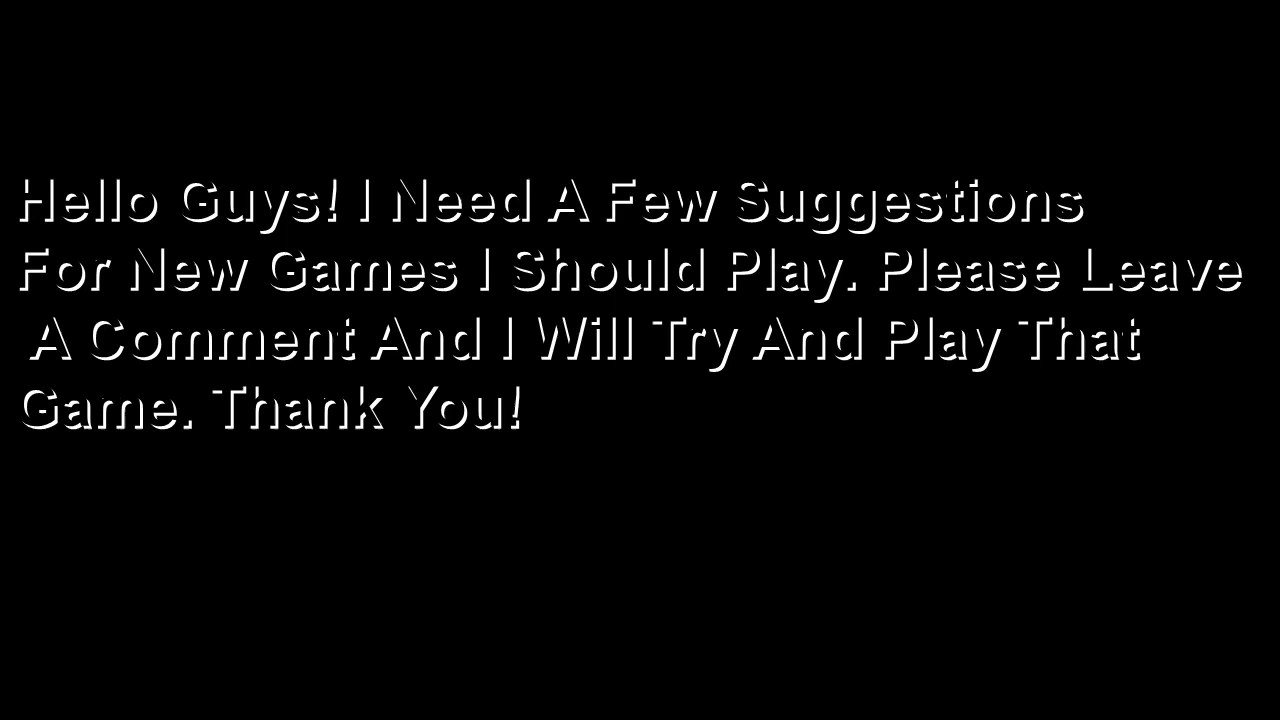 Hello Guys! I Need A Few Suggestions
For New Games I Should Play. Please Leave
A Comment And I Will Try And Play That
Game. Thank You!